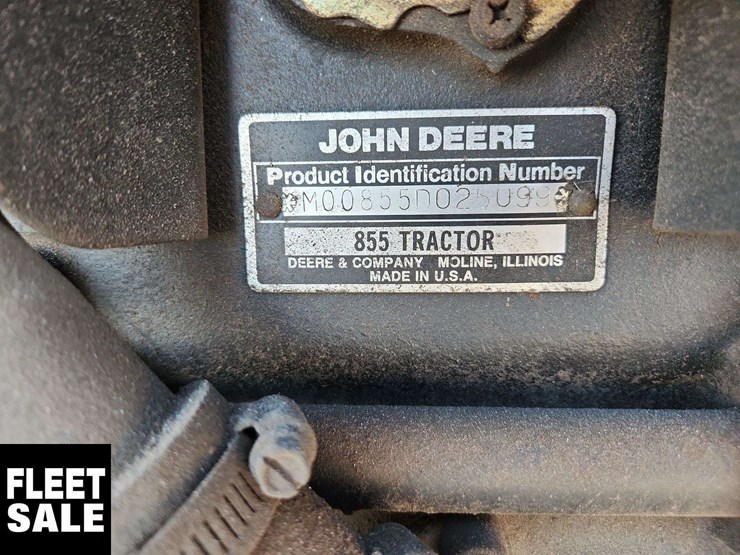 JOHN DEERE
Product Identification Number
855 TRACTOR
DEERE & COMPANY MOLINE, ILLINOIS
MADE IN U.S.A.
FLEET
SALE